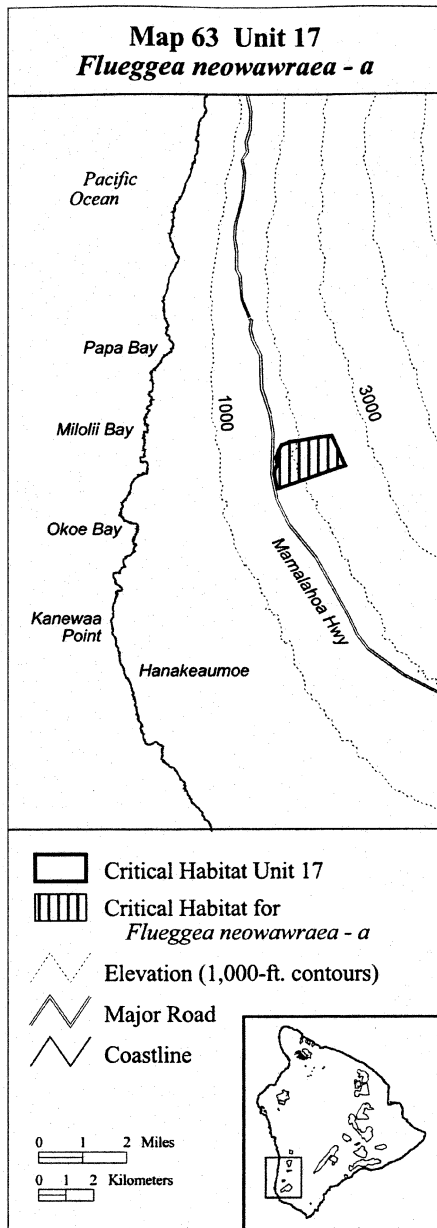 Map 63 Unit 17
Flueggea neowawraea - a
Pacific
Ocean
Papa Bay
1000
3000
Milolii Bay
Okoe Bay
Mamalahoa Hwy
Kanewaa
Point
Hanakeaumoe
Critical Habitat Unit 17
Critical Habitat for
Flueggea neowawraea - a
Elevation (1,000-ft. contours)
Major Road
Coastline
0 1 2 Miles
0 1 2 Kilometers